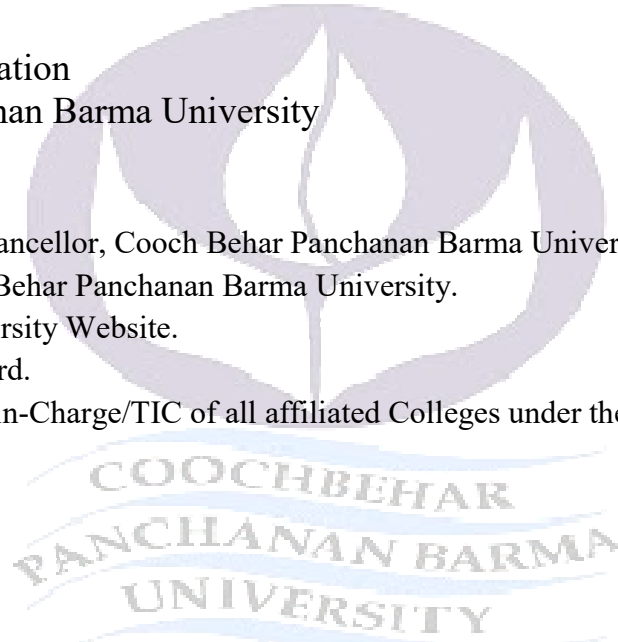 ation
nan Barma University
ancellor, Cooch Behar Panchanan Barma Univer
Behar Panchanan Barma University.
rsity Website.
rd.
in-Charge/TIC of all affiliated Colleges under the
COOCHBEHAR
PANCHANAN BARMA
UNIVERSITY